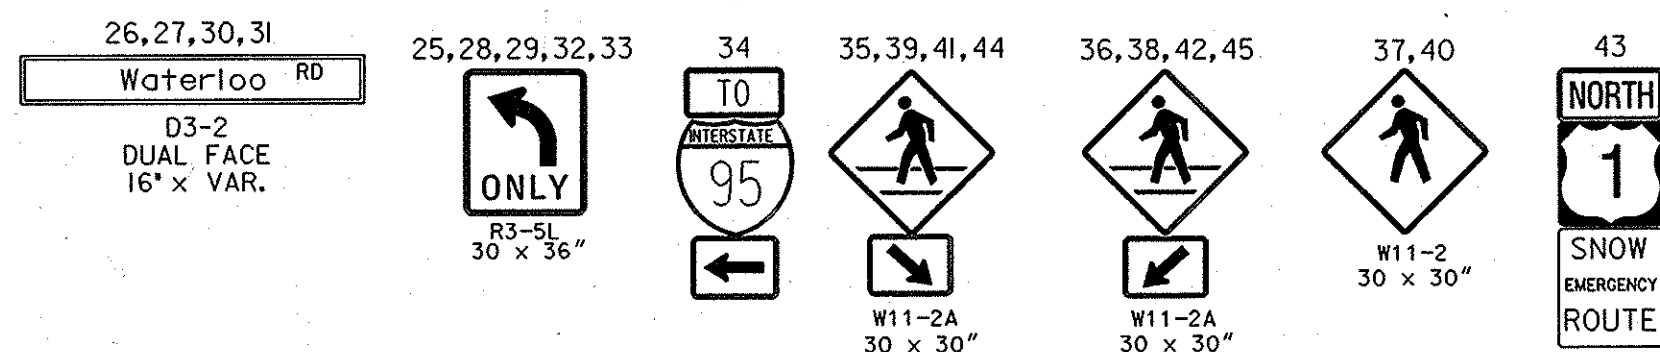 26,27,30,31
Waterloo RD
D3-2
DUAL FACE
16" x VAR.
25,28,29,32,33
ONLY
R3-5L
30 x 36"
34
TO
INTERSTATE
95
35,39,41,44
W11-2A
30 x 30"
36,38,42,45
W11-2A
30 x 30"
37,40
W11-2
30 x 30"
43
NORTH
1
SNOW
EMERGENCY
ROUTE